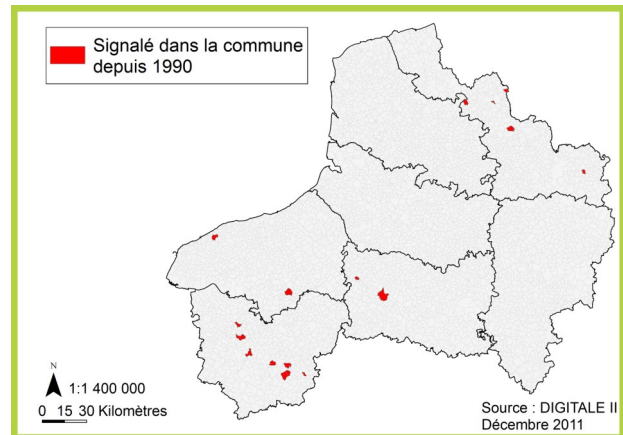 Signalé dans la commune
depuis 1990
N
1:1 400 000
0 15 30 Kilomètres
Source : DIGITALE II
Décembre 2011